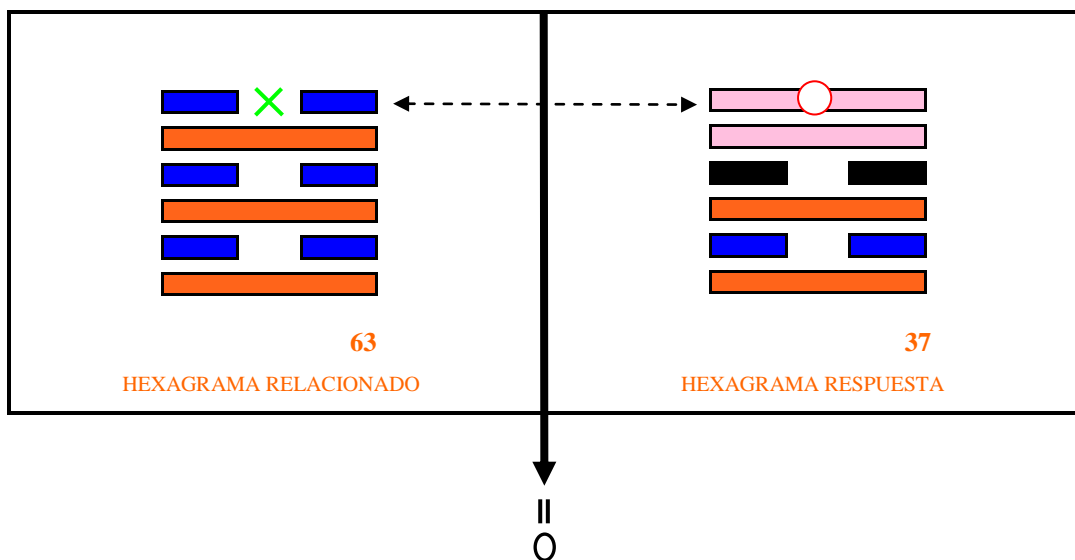 63
HEXAGRAMA RELACIONADO
37
HEXAGRAMA RESPUESTA
=
O